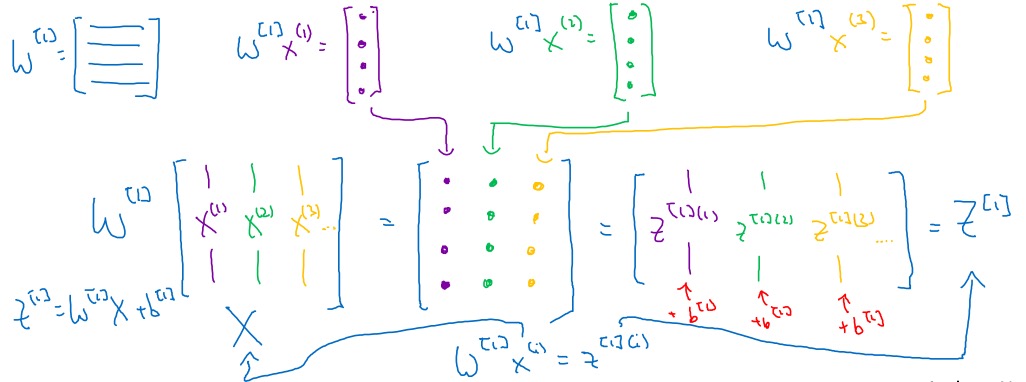 W^[1] = [ ] W^[1] x^(1) = [ ] W^[1] x^(2) = [ ] W^[1] x^(3) = [ ]
W^[1] [ x^(1) x^(2) x^(3) ... ] = [ ] = [ z^[1](1) z^[1](2) z^[1](3) .... ] = Z^[1]
+ b^[1] + b^[1] + b^[1]
z^[1] = W^[1] X + b^[1]
X
W^[1] x^(i) = z^[1](i)